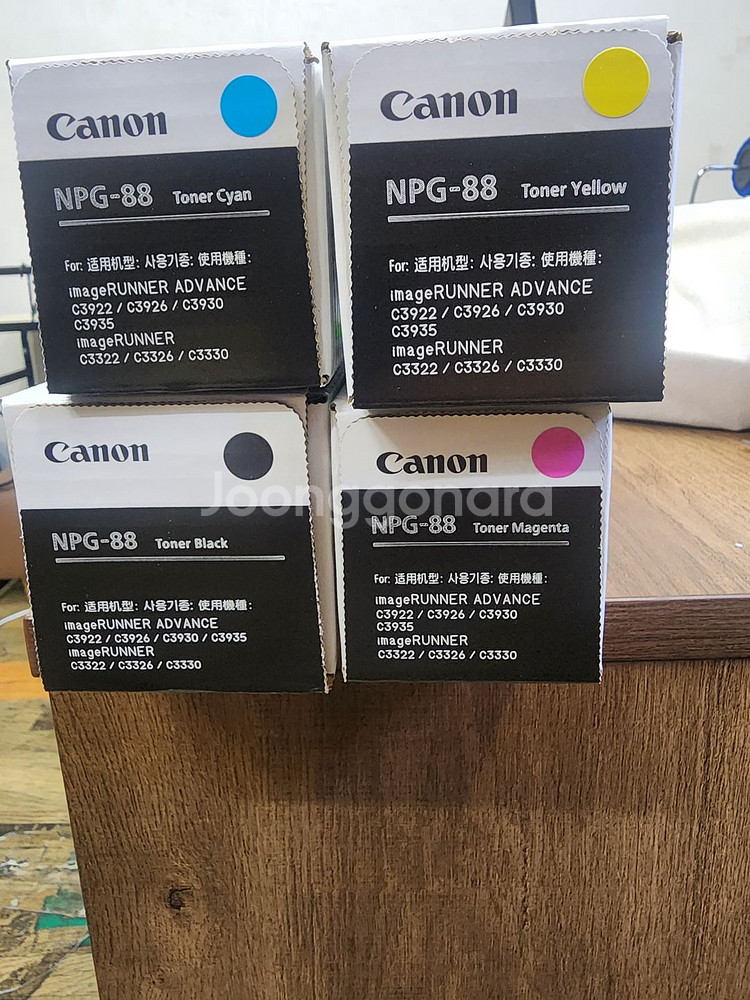 Canon
NPG-88 Toner Cyan
For: 适用机型: 사용기종: 使用機種:
imageRUNNER ADVANCE
C3922 / C3926 / C3930
C3935
imageRUNNER
C3322 / C3326 / C3330
Canon
NPG-88 Toner Yellow
For: 适用机型: 사용기종: 使用機種:
imageRUNNER ADVANCE
C3922 / C3926 / C3930
C3935
imageRUNNER
C3322 / C3326 / C3330
Canon
NPG-88 Toner Black
For: 适用机型: 사용기종: 使用機種:
imageRUNNER ADVANCE
C3922 / C3926 / C3930 / C3935
imageRUNNER
C3322 / C3326 / C3330
Canon
NPG-88 Toner Magenta
For: 适用机型: 사용기종: 使用機種:
imageRUNNER ADVANCE
C3922 / C3926 / C3930
C3935
imageRUNNER
C3322 / C3326 / C3330
Joonggonara